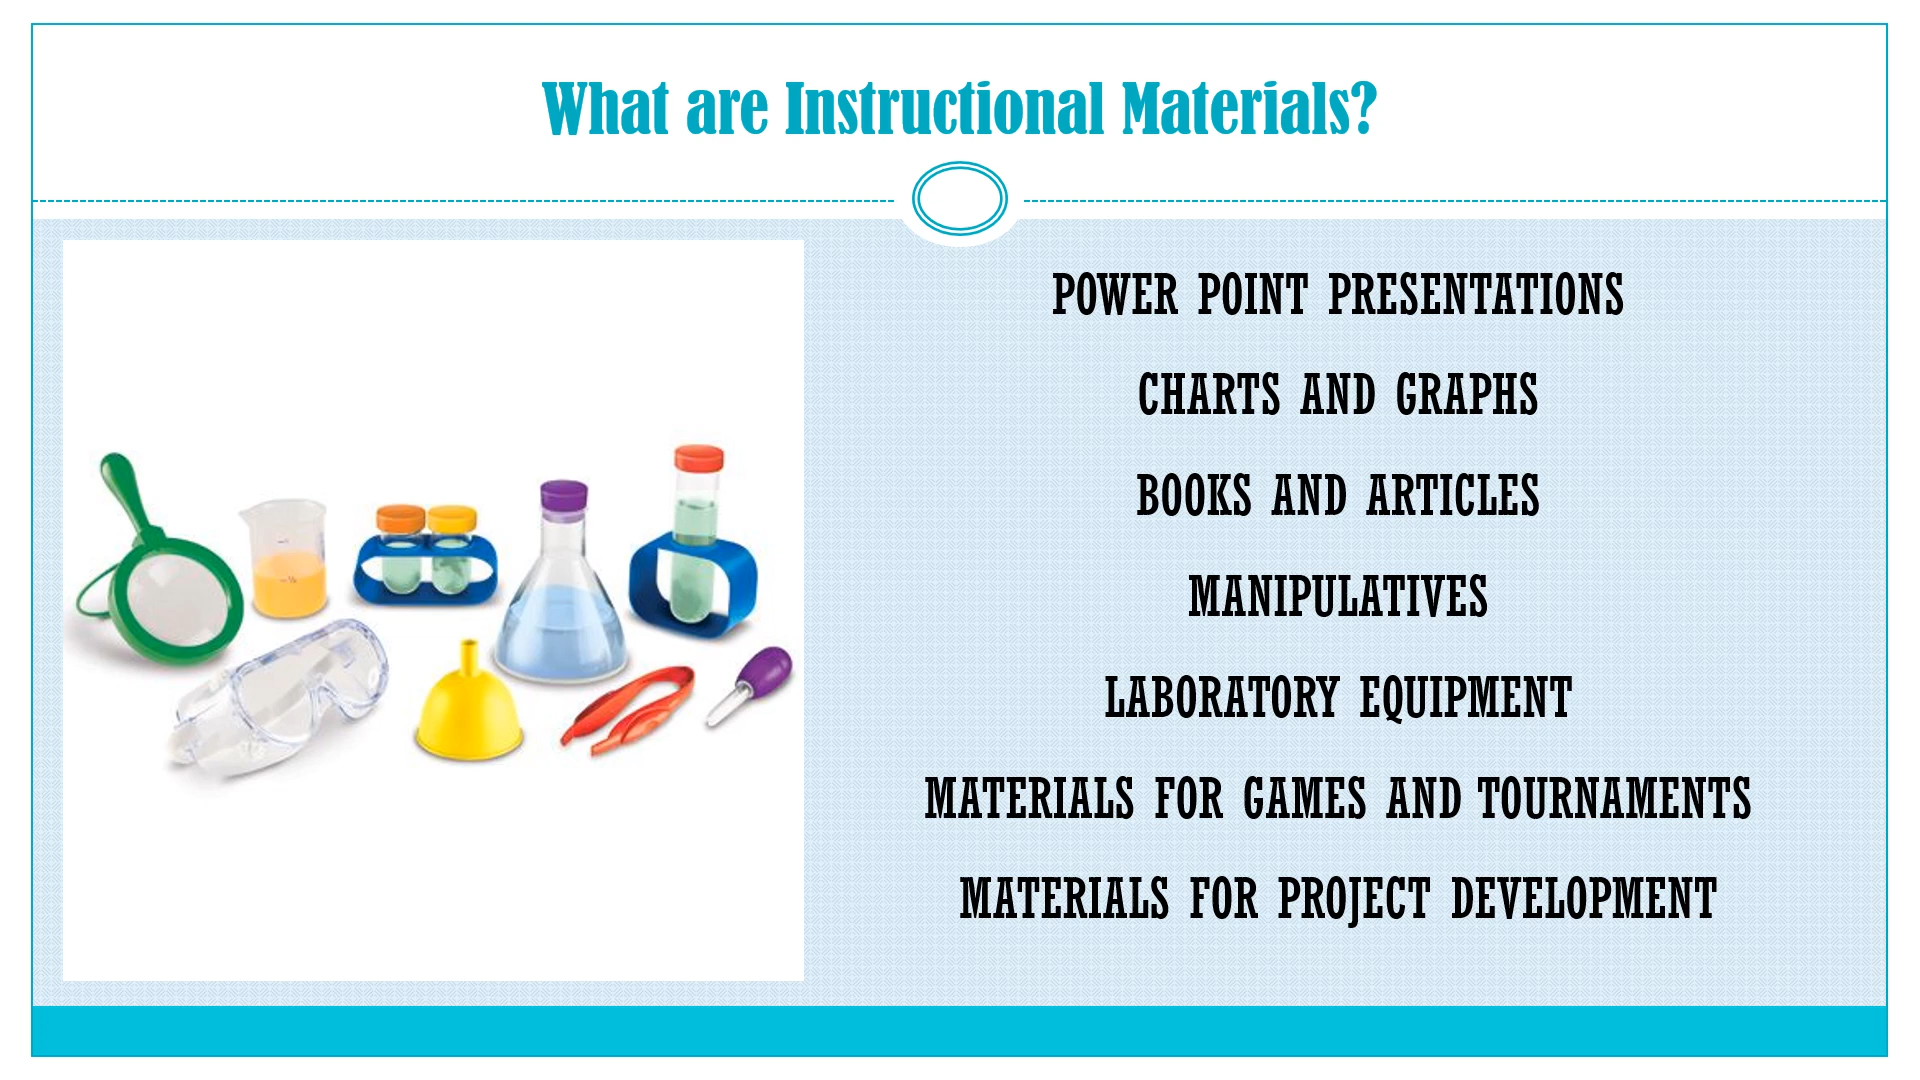 What are Instructional Materials?
POWER POINT PRESENTATIONS
CHARTS AND GRAPHS
BOOKS AND ARTICLES
MANIPULATIVES
LABORATORY EQUIPMENT
MATERIALS FOR GAMES AND TOURNAMENTS
MATERIALS FOR PROJECT DEVELOPMENT